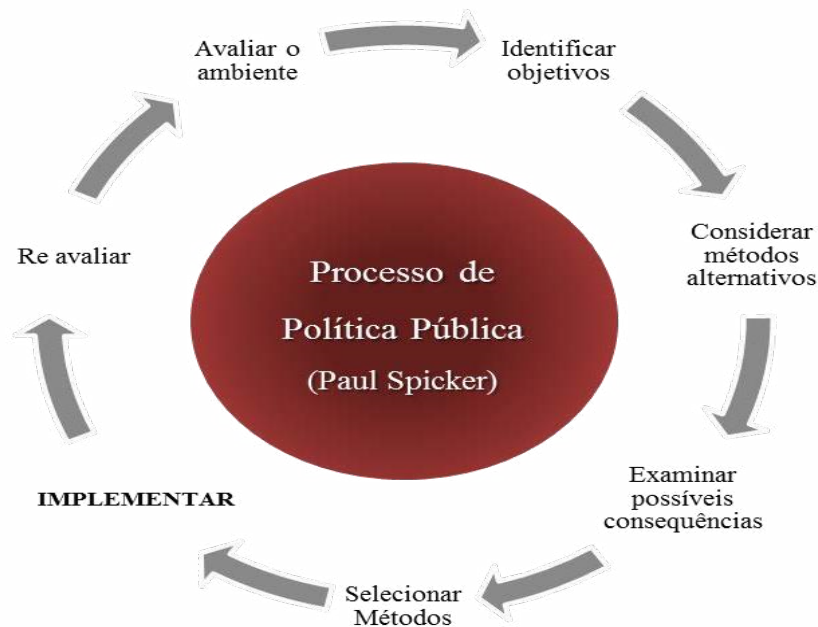 Avaliar o
ambiente
Identificar
objetivos
Considerar
métodos
alternativos
Examinar
possíveis
consequências
Selecionar
Métodos
IMPLEMENTAR
Re avaliar
Processo de
Política Pública
(Paul Spicker)